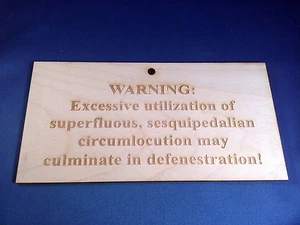 WARNING:
Excessive utilization of
superfluous, sesquipedalian
circumlocution may
culminate in defenestration!